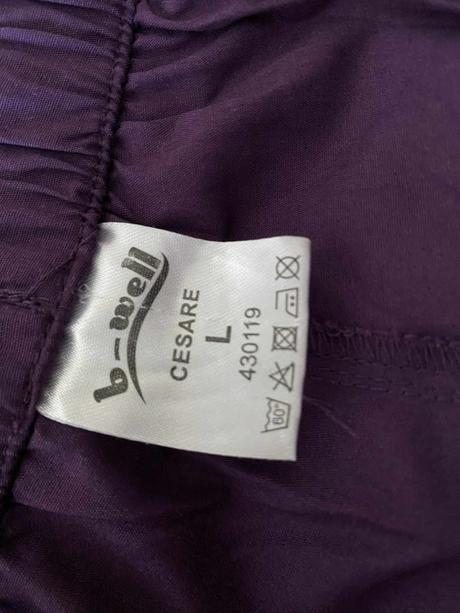 b-well
CESARE
L
430119
60°